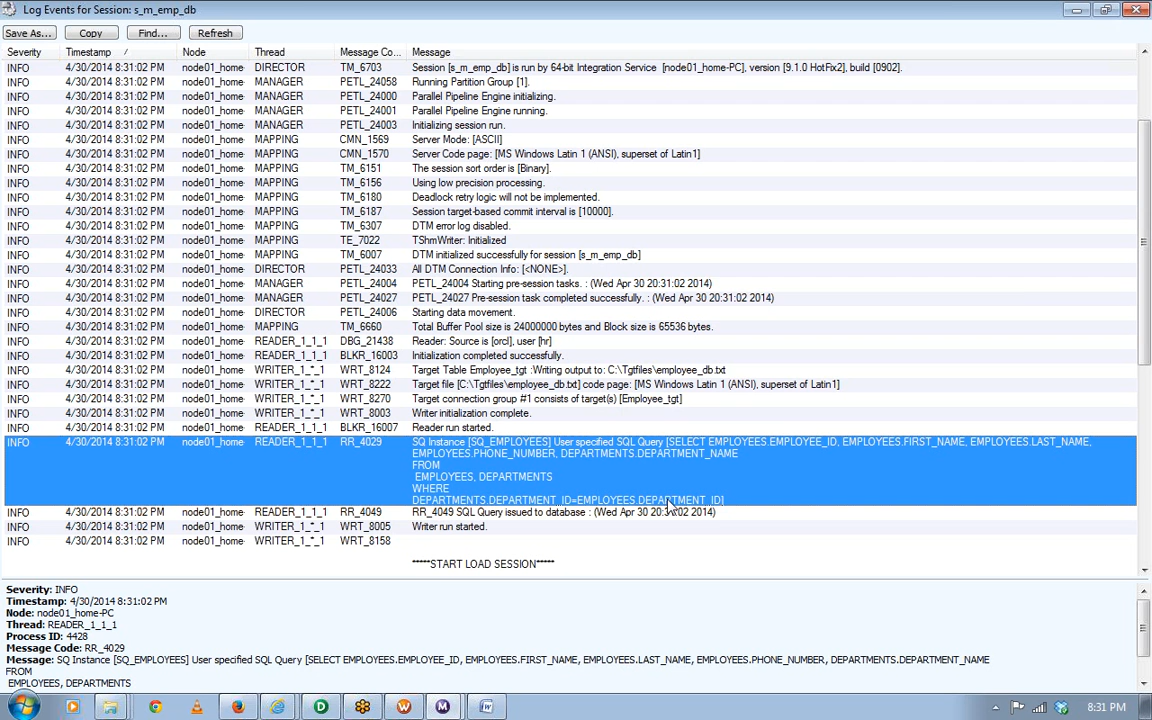 Log Events for Session: s_m_emp_db
Save As... Copy Find... Refresh
Severity Timestamp / Node Thread Message Co... Message
INFO 4/30/2014 8:31:02 PM node01_home- DIRECTOR TM_6703 Session [s_m_emp_db] is run by 64-bit Integration Service [node01_home-PC], version [9.1.0 HotFix2], build [0902].
INFO 4/30/2014 8:31:02 PM node01_home- MANAGER PETL_24058 Running Partition Group [1].
INFO 4/30/2014 8:31:02 PM node01_home- MANAGER PETL_24000 Parallel Pipeline Engine initializing.
INFO 4/30/2014 8:31:02 PM node01_home- MANAGER PETL_24001 Parallel Pipeline Engine running.
INFO 4/30/2014 8:31:02 PM node01_home- MANAGER PETL_24003 Initializing session run.
INFO 4/30/2014 8:31:02 PM node01_home- MAPPING CMN_1569 Server Mode: [ASCII]
INFO 4/30/2014 8:31:02 PM node01_home- MAPPING CMN_1570 Server Code page: [MS Windows Latin 1 (ANSI), superset of Latin1]
INFO 4/30/2014 8:31:02 PM node01_home- MAPPING TM_6151 The session sort order is [Binary].
INFO 4/30/2014 8:31:02 PM node01_home- MAPPING TM_6156 Using low precision processing.
INFO 4/30/2014 8:31:02 PM node01_home- MAPPING TM_6180 Deadlock retry logic will not be implemented.
INFO 4/30/2014 8:31:02 PM node01_home- MAPPING TM_6187 Session target-based commit interval is [10000].
INFO 4/30/2014 8:31:02 PM node01_home- MAPPING TM_6307 DTM error log disabled.
INFO 4/30/2014 8:31:02 PM node01_home- MAPPING TE_7022 TShmWriter: Initialized
INFO 4/30/2014 8:31:02 PM node01_home- MAPPING TM_6007 DTM initialized successfully for session [s_m_emp_db]
INFO 4/30/2014 8:31:02 PM node01_home- DIRECTOR PETL_24033 All DTM Connection Info: [<NONE>].
INFO 4/30/2014 8:31:02 PM node01_home- MANAGER PETL_24004 PETL_24004 Starting pre-session tasks. : (Wed Apr 30 20:31:02 2014)
INFO 4/30/2014 8:31:02 PM node01_home- MANAGER PETL_24027 PETL_24027 Pre-session task completed successfully. : (Wed Apr 30 20:31:02 2014)
INFO 4/30/2014 8:31:02 PM node01_home- DIRECTOR PETL_24006 Starting data movement.
INFO 4/30/2014 8:31:02 PM node01_home- MAPPING TM_6660 Total Buffer Pool size is 24000000 bytes and Block size is 65536 bytes.
INFO 4/30/2014 8:31:02 PM node01_home- READER_1_1_1 DBG_21438 Reader: Source is [orcl], user [hr]
INFO 4/30/2014 8:31:02 PM node01_home- READER_1_1_1 BLKR_16003 Initialization completed successfully.
INFO 4/30/2014 8:31:02 PM node01_home- WRITER_1_*_1 WRT_8124 Target Table Employee_tgt :Writing output to: C:\Tgtfiles\employee_db.txt
INFO 4/30/2014 8:31:02 PM node01_home- WRITER_1_*_1 WRT_8222 Target file [C:\Tgtfiles\employee_db.txt] code page: [MS Windows Latin 1 (ANSI), superset of Latin1]
INFO 4/30/2014 8:31:02 PM node01_home- WRITER_1_*_1 WRT_8270 Target connection group #1 consists of target(s) [Employee_tgt]
INFO 4/30/2014 8:31:02 PM node01_home- WRITER_1_*_1 WRT_8003 Writer initialization complete.
INFO 4/30/2014 8:31:02 PM node01_home- READER_1_1_1 BLKR_16007 Reader run started.
INFO 4/30/2014 8:31:02 PM node01_home- READER_1_1_1 RR_4029 SQ Instance [SQ_EMPLOYEES] User specified SQL Query [SELECT EMPLOYEES.EMPLOYEE_ID, EMPLOYEES.FIRST_NAME, EMPLOYEES.LAST_NAME,
EMPLOYEES.PHONE_NUMBER, DEPARTMENTS.DEPARTMENT_NAME
FROM
EMPLOYEES, DEPARTMENTS
WHERE
DEPARTMENTS.DEPARTMENT_ID=EMPLOYEES.DEPARTMENT_ID]
INFO 4/30/2014 8:31:02 PM node01_home- READER_1_1_1 RR_4049 RR_4049 SQL Query issued to database : (Wed Apr 30 20:31:02 2014)
INFO 4/30/2014 8:31:02 PM node01_home- WRITER_1_*_1 WRT_8005 Writer run started.
INFO 4/30/2014 8:31:02 PM node01_home- WRITER_1_*_1 WRT_8158
*****START LOAD SESSION*****
Severity: INFO
Timestamp: 4/30/2014 8:31:02 PM
Node: node01_home-PC
Thread: READER_1_1_1
Process ID: 4428
Message Code: RR_4029
Message: SQ Instance [SQ_EMPLOYEES] User specified SQL Query [SELECT EMPLOYEES.EMPLOYEE_ID, EMPLOYEES.FIRST_NAME, EMPLOYEES.LAST_NAME, EMPLOYEES.PHONE_NUMBER, DEPARTMENTS.DEPARTMENT_NAME
FROM
EMPLOYEES, DEPARTMENTS
8:31 PM